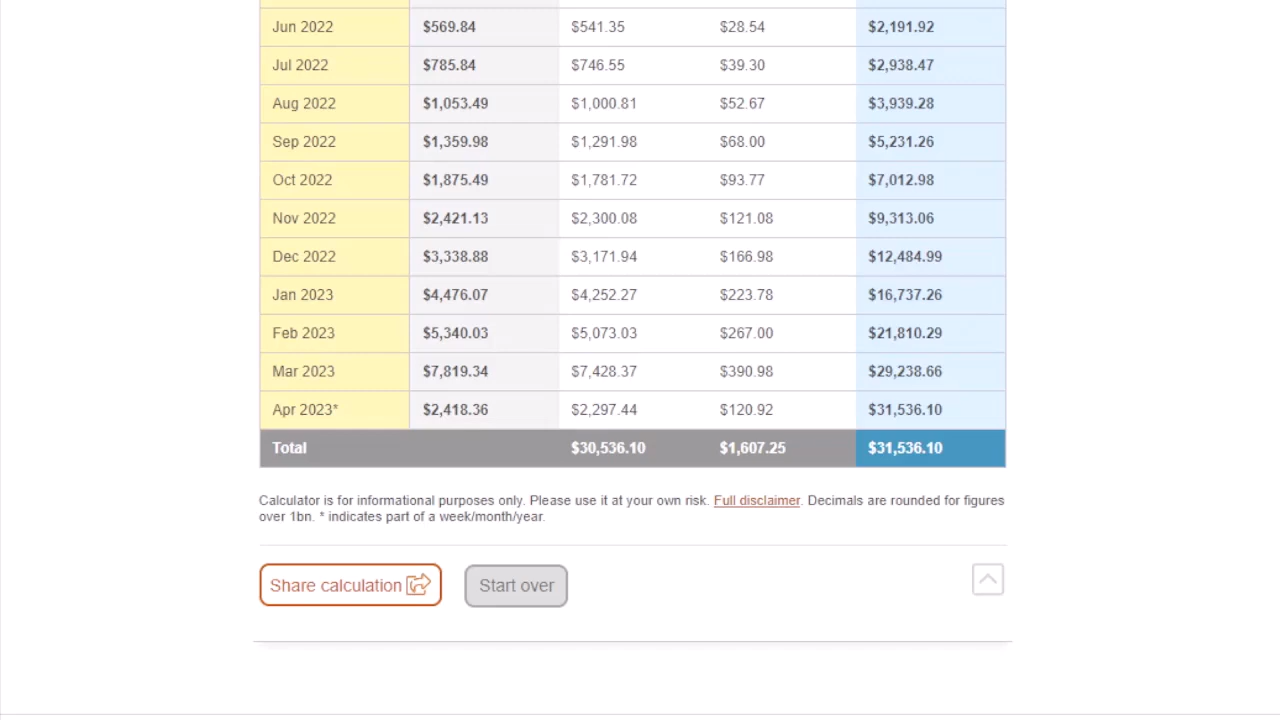 Jun 2022 $569.84 $541.35 $28.54 $2,191.92
Jul 2022 $785.84 $746.55 $39.30 $2,938.47
Aug 2022 $1,053.49 $1,000.81 $52.67 $3,939.28
Sep 2022 $1,359.98 $1,291.98 $68.00 $5,231.26
Oct 2022 $1,875.49 $1,781.72 $93.77 $7,012.98
Nov 2022 $2,421.13 $2,300.08 $121.08 $9,313.06
Dec 2022 $3,338.88 $3,171.94 $166.98 $12,484.99
Jan 2023 $4,476.07 $4,252.27 $223.78 $16,737.26
Feb 2023 $5,340.03 $5,073.03 $267.00 $21,810.29
Mar 2023 $7,819.34 $7,428.37 $390.98 $29,238.66
Apr 2023* $2,418.36 $2,297.44 $120.92 $31,536.10
Total $30,536.10 $1,607.25 $31,536.10
Calculator is for informational purposes only. Please use it at your own risk. Full disclaimer. Decimals are rounded for figures
over 1bn. * indicates part of a week/month/year.
Share calculation Start over